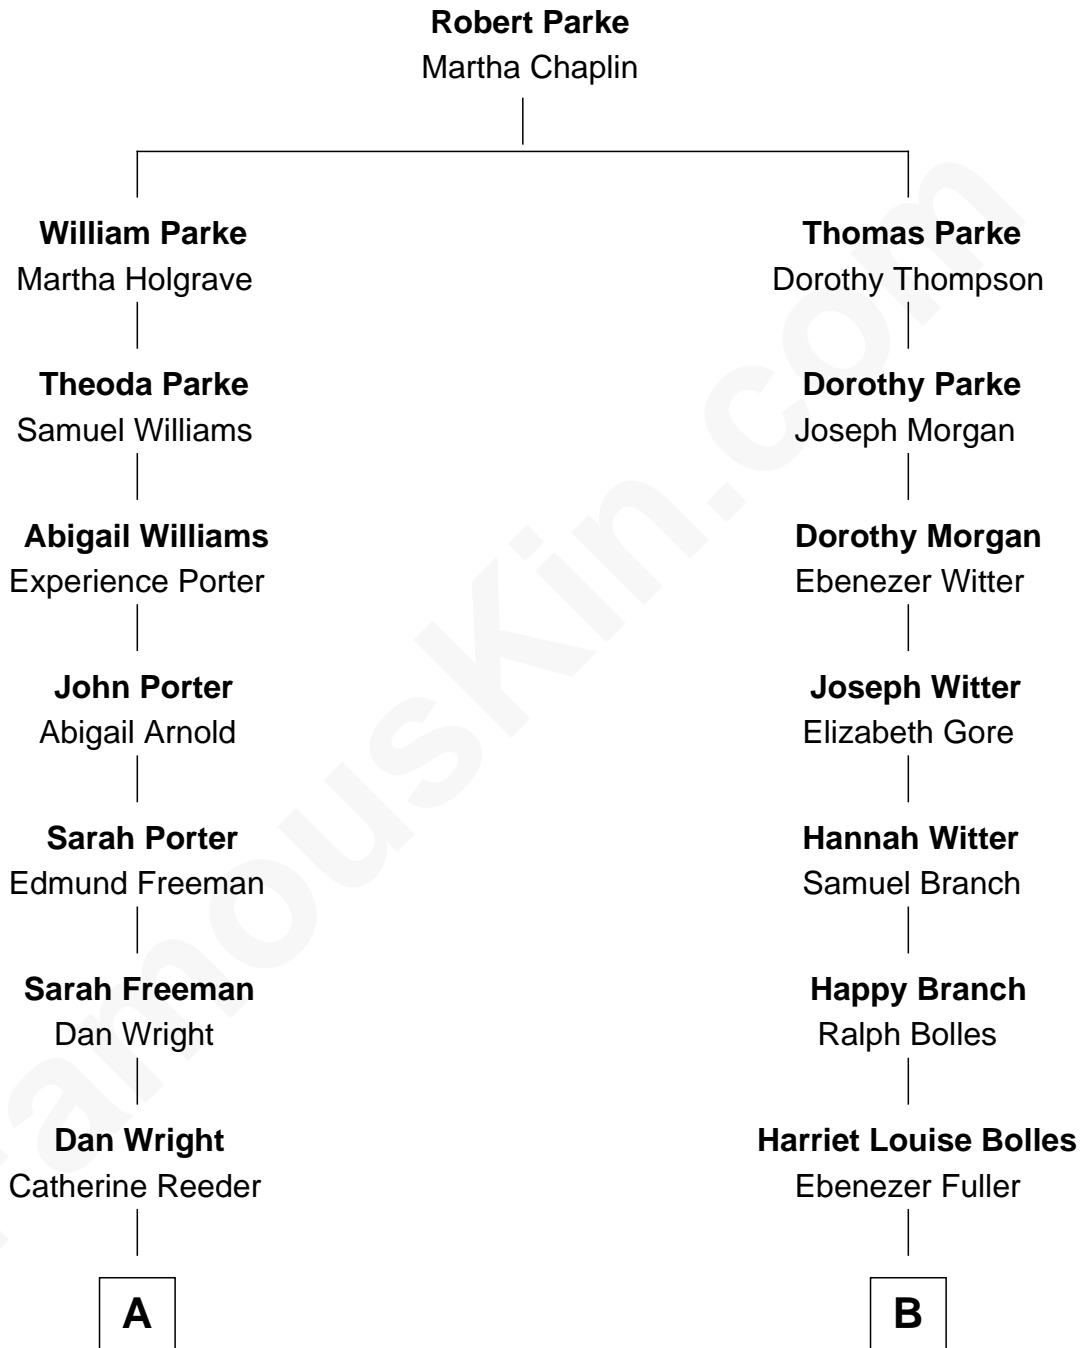 Robert Parke
Martha Chaplin
William Parke
Martha Holgrave
Thomas Parke
Dorothy Thompson
Theoda Parke
Samuel Williams
Dorothy Parke
Joseph Morgan
Abigail Williams
Experience Porter
Dorothy Morgan
Ebenezer Witter
John Porter
Abigail Arnold
Joseph Witter
Elizabeth Gore
Sarah Porter
Edmund Freeman
Hannah Witter
Samuel Branch
Sarah Freeman
Dan Wright
Happy Branch
Ralph Bolles
Dan Wright
Catherine Reeder
Harriet Louise Bolles
Ebenezer Fuller
A
B
FamousKin.com